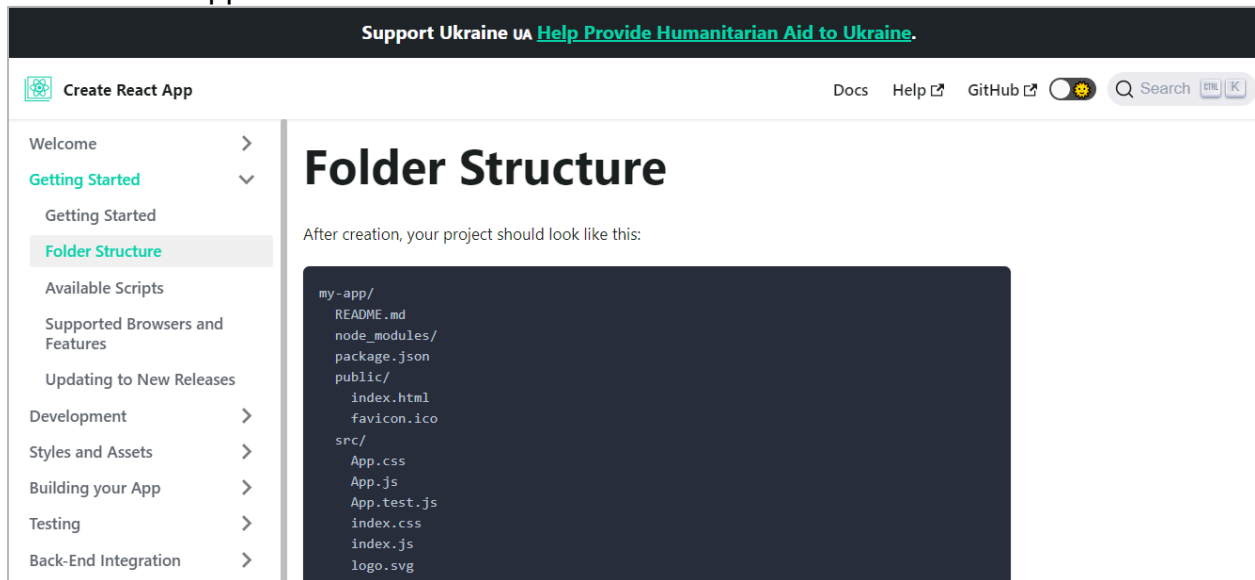 Support Ukraine UA Help Provide Humanitarian Aid to Ukraine.
Create React App
Docs Help GitHub Search CTRL K
Welcome
Getting Started
Getting Started
Folder Structure
Available Scripts
Supported Browsers and
Features
Updating to New Releases
Development
Styles and Assets
Building your App
Testing
Back-End Integration
Folder Structure
After creation, your project should look like this:
my-app/
README.md
node_modules/
package.json
public/
index.html
favicon.ico
src/
App.css
App.js
App.test.js
index.css
index.js
logo.svg